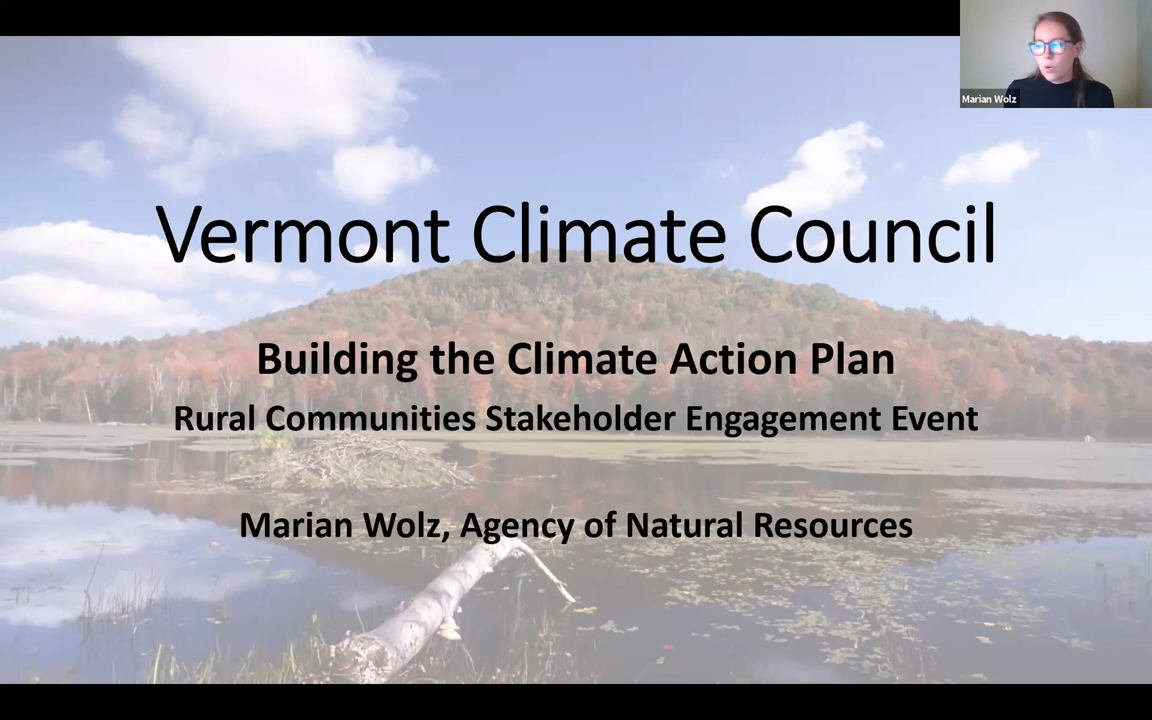 Marian Wolz
Vermont Climate Council
Building the Climate Action Plan
Rural Communities Stakeholder Engagement Event
Marian Wolz, Agency of Natural Resources